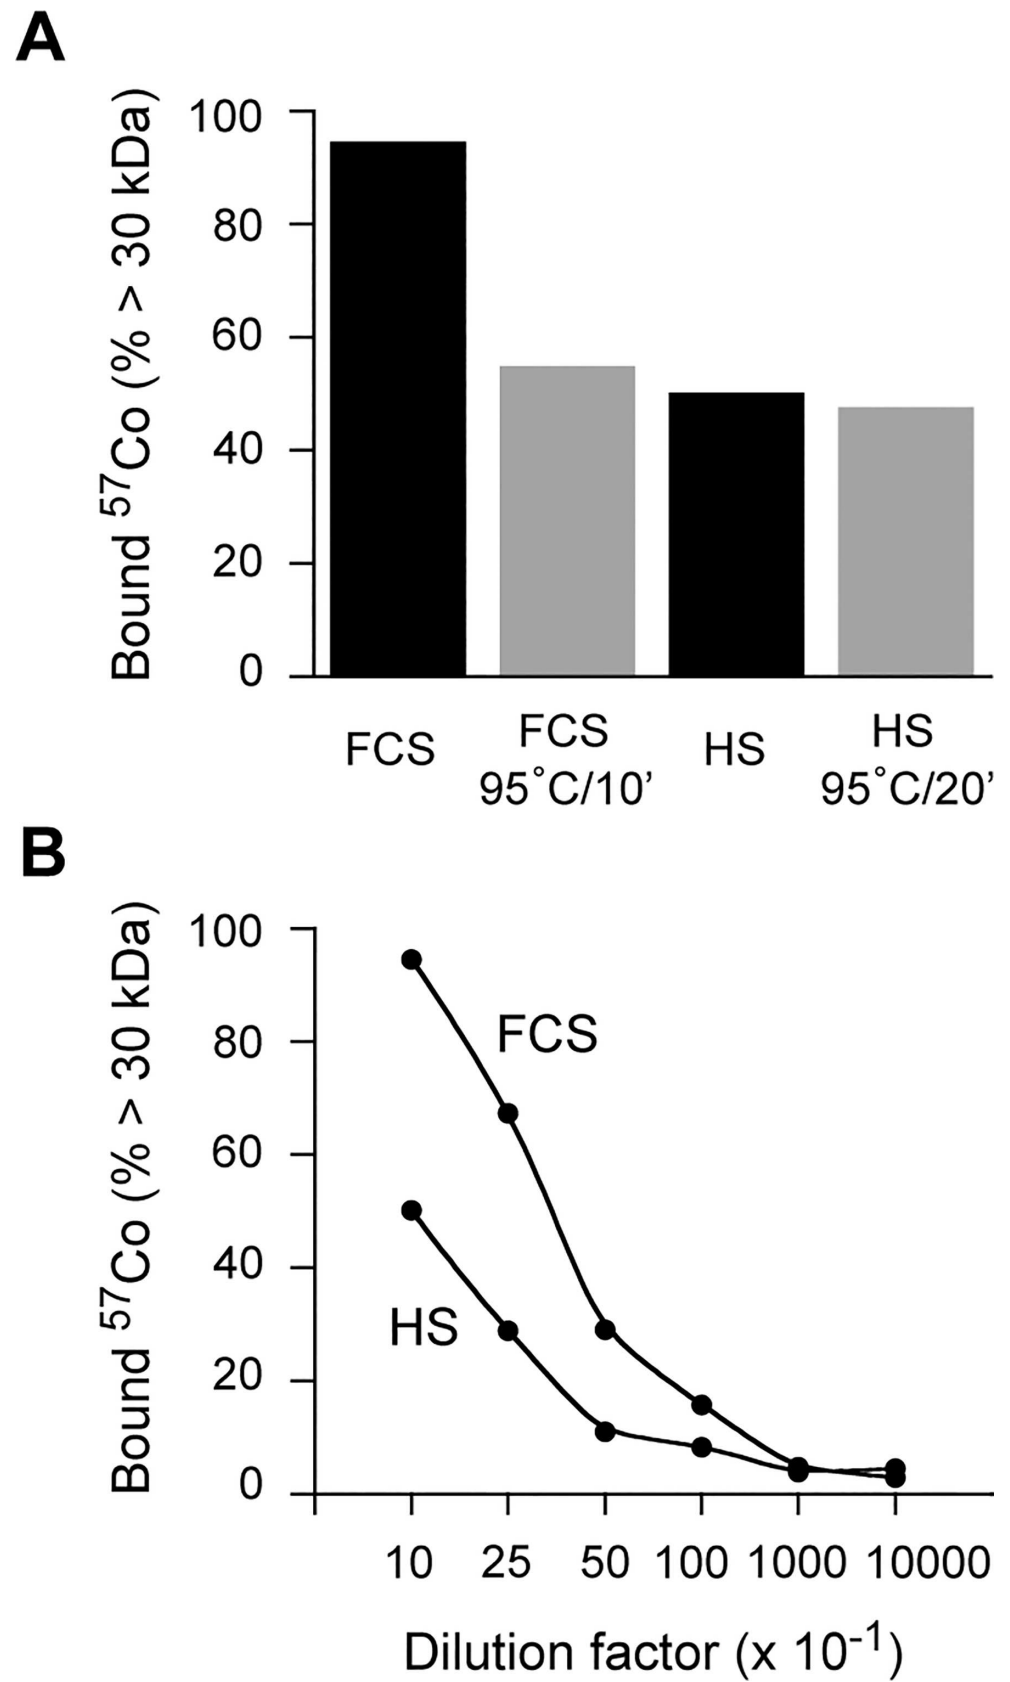 A
Bound ⁵⁷Co (% > 30 kDa)
100
80
60
40
20
0
FCS
FCS
95˚C/10’
HS
HS
95˚C/20’
B
Bound ⁵⁷Co (% > 30 kDa)
100
80
60
40
20
0
FCS
HS
10 25 50 100 1000 10000
Dilution factor (x 10⁻¹)